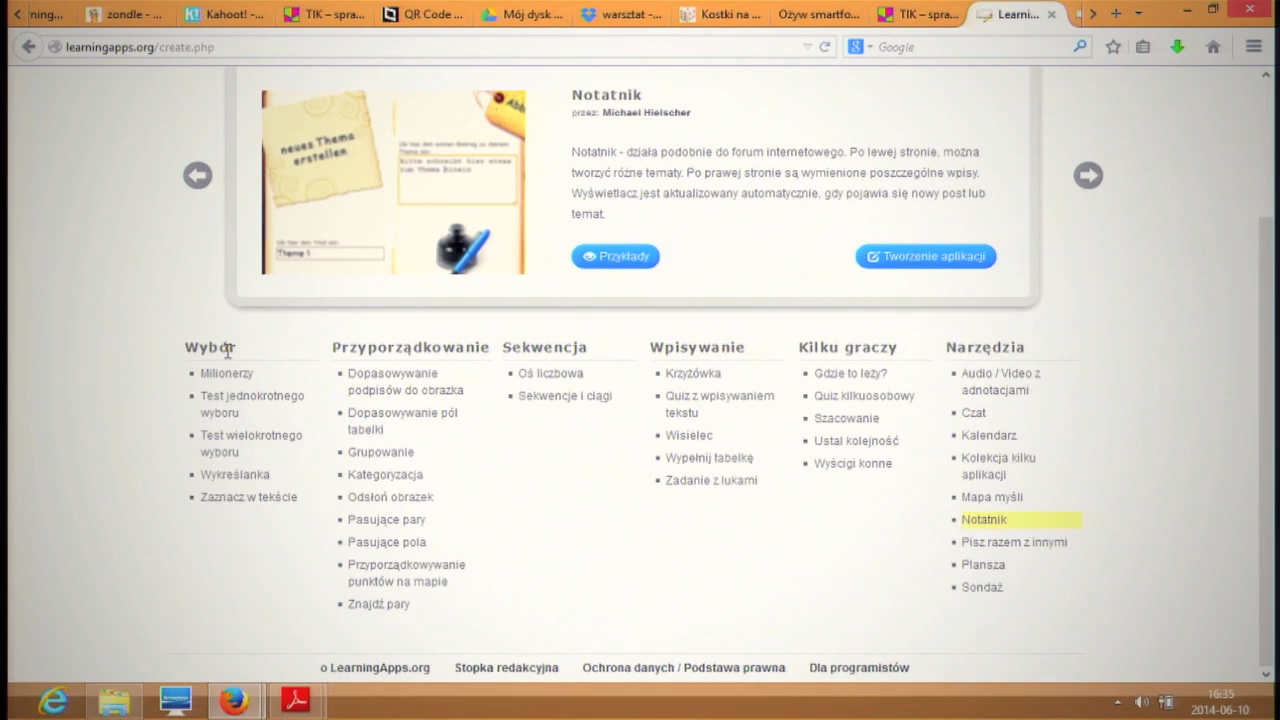 ning...
zondle - ...
Kahoot! -...
TIK – spra...
QR Code ...
Mój dysk ...
warsztat -...
Kostki na ...
Ożyw smartfo...
TIK – spra...
Learni...
learningapps.org/create.php
Google
neues Thema
erstellen
Thema 1
Notatnik
przez: Michael Hielscher
Notatnik - działa podobnie do forum internetowego. Po lewej stronie, można
tworzyć różne tematy. Po prawej stronie są wymienione poszczególne wpisy.
Wyświetlacz jest aktualizowany automatycznie, gdy pojawia się nowy post lub
temat.
Przykłady
Tworzenie aplikacji
Wybór
Milionerzy
Test jednokrotnego
wyboru
Test wielokrotnego
wyboru
Wykreślanka
Zaznacz w tekście
Przyporządkowanie
Dopasowywanie
podpisów do obrazka
Dopasowywanie pól
tabelki
Grupowanie
Kategoryzacja
Odsłoń obrazek
Pasujące pary
Pasujące pola
Przyporządkowywanie
punktów na mapie
Znajdź pary
Sekwencja
Oś liczbowa
Sekwencje i ciągi
Wpisywanie
Krzyżówka
Quiz z wpisywaniem
tekstu
Wisielec
Wypełnij tabelkę
Zadanie z lukami
Kilku graczy
Gdzie to leży?
Quiz kilkuosobowy
Szacowanie
Ustal kolejność
Wyścigi konne
Narzędzia
Audio / Video z
adnotacjami
Czat
Kalendarz
Kolekcja kilku
aplikacji
Mapa myśli
Notatnik
Pisz razem z innymi
Plansza
Sondaż
o LearningApps.org
Stopka redakcyjna
Ochrona danych / Podstawa prawna
Dla programistów
16:35
2014-06-10